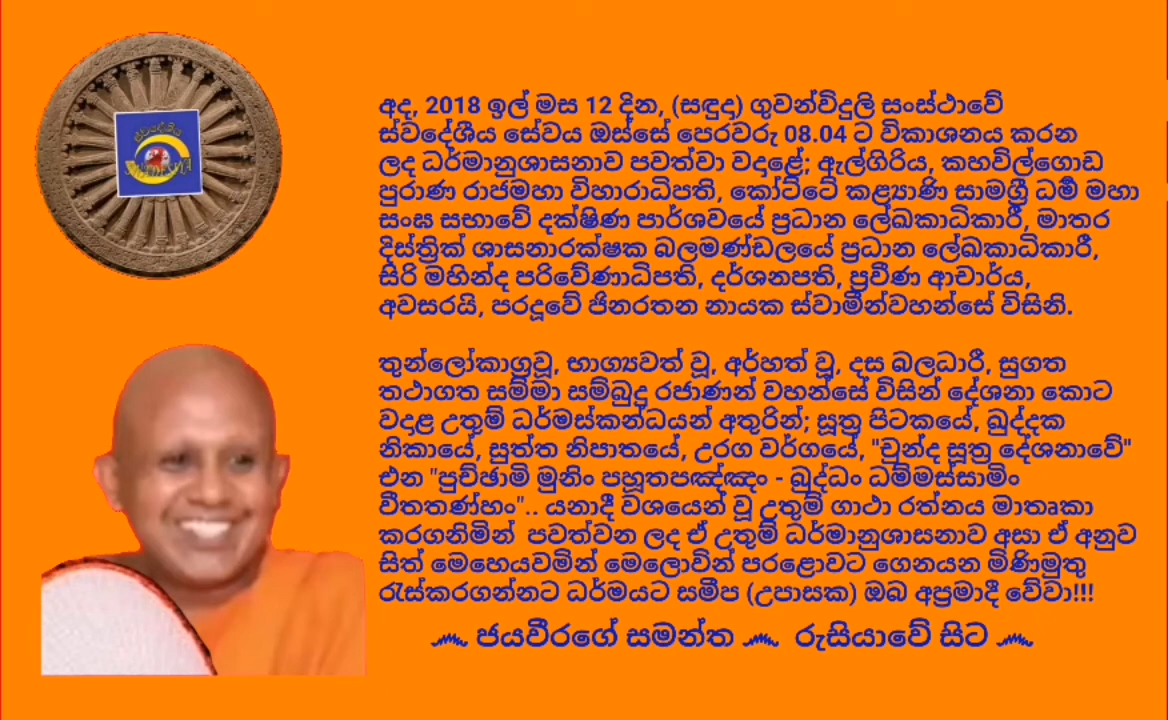 ස්වදේශීය
SWADESHIYA
අද, 2018 ඉල් මස 12 දින, (සඳුදා) ගුවන්විදුලි සංස්ථාවේ
ස්වදේශීය සේවය ඔස්සේ පෙරවරු 08.04 ට විකාශනය කරන
ලද ධර්මානුශාසනාව පවත්වා වදාළේ; ඇල්ගිරිය, කහවිල්ගොඩ
පුරාණ රාජමහා විහාරාධිපති, කෝට්ටේ කළ්‍යාණි සාමග්‍රී ධර්ම මහා
සංඝ සභාවේ දක්ෂිණ පාර්ශවයේ ප්‍රධාන ලේඛකාධිකාරී, මාතර
දිස්ත්‍රික් ශාසනාරක්ෂක බලමණ්ඩලයේ ප්‍රධාන ලේඛකාධිකාරී,
සිරි මහින්ද පරිවේණාධිපති, දර්ශනපති, ප්‍රවීණ ආචාර්ය,
අවසරයි, පරදූවේ ජිනරතන නායක ස්වාමීන්වහන්සේ විසිනි.
තුන්ලෝකාග්‍රවූ, භාග්‍යවත් වූ, අර්හත් වූ, දස බලධාරී, සුගත
තථාගත සම්මා සම්බුදු රජාණන් වහන්සේ විසින් දේශනා කොට
වදාළ උතුම් ධර්මස්කන්ධයන් අතුරින්; සූත්‍ර පිටකයේ, ඛුද්දක
නිකායේ, සුත්ත නිපාතයේ, උරග වර්ගයේ, "චුන්ද සූත්‍ර දේශනාවේ"
එන "පුච්ඡාමි මුනිං පහූතපඤ්ඤං - බුද්ධං ධම්මස්සාමිං
වීතතණ්හං".. යනාදී වශයෙන් වූ උතුම් ගාථා රත්නය මාතෘකා
කරගනිමින් පවත්වන ලද ඒ උතුම් ධර්මානුශාසනාව අසා ඒ අනුව
සිත් මෙහෙයවමින් මෙලොවින් පරළොවට ගෙනයන මිණිමුතු
රැස්කරගන්නට ධර්මයට සමීප (උපාසක) ඔබ අප්‍රමාදී වේවා!!!
ජයවීරගේ සමන්ත රුසියාවේ සිට